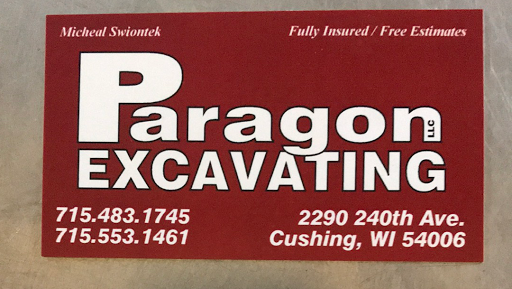 Micheal Swiontek Fully Insured / Free Estimates
Paragon LLC
EXCAVATING
715.483.1745 2290 240th Ave.
715.553.1461 Cushing, WI 54006